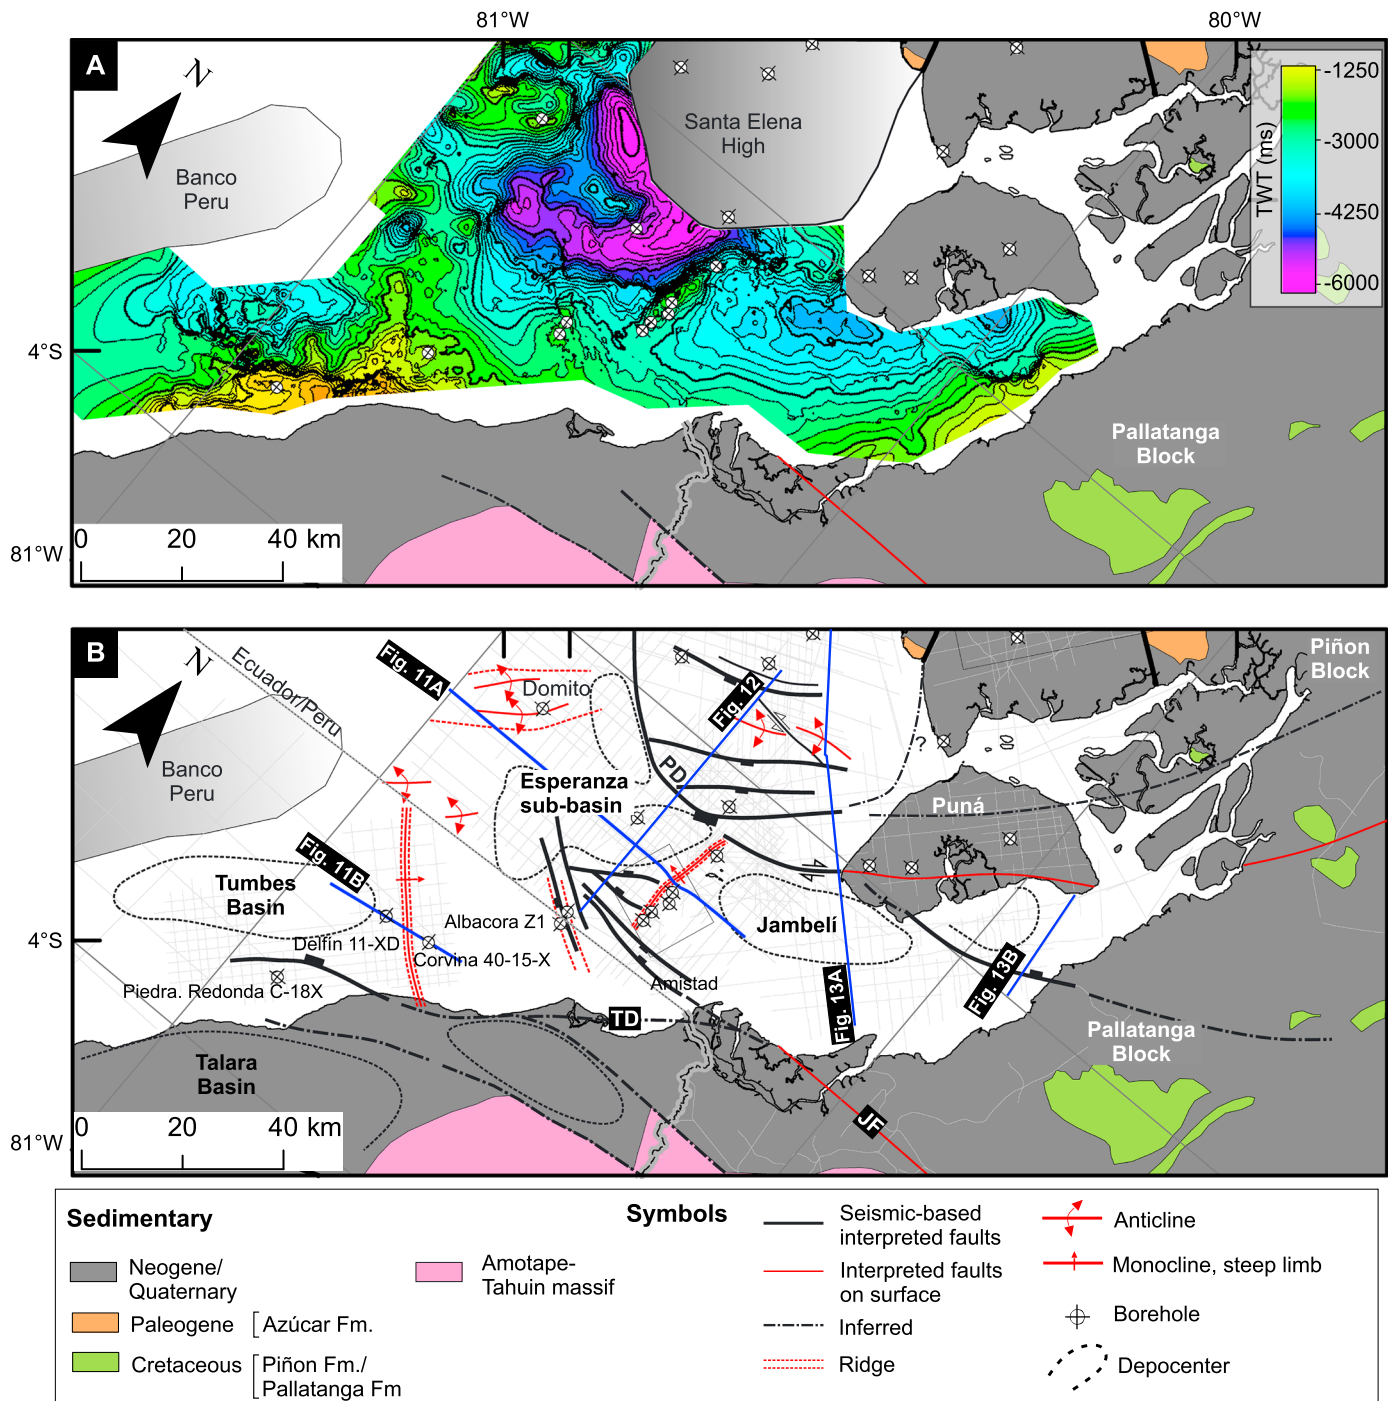 81°W
80°W
A
N
Banco
Peru
Santa Elena
High
TWT (ms)
-1250
-3000
-4250
-6000
4°S
Pallatanga
Block
0
20
40 km
81°W
B
N
Ecuador/Peru
Fig. 11A
Domito
Fig. 12
Piñon
Block
Banco
Peru
PD
?
Esperanza
sub-basin
Puná
Fig. 11B
Tumbes
Basin
Albacora Z1
Jambelí
4°S
Delfin 11-XD
Corvina 40-15-X
Piedra. Redonda C-18X
Amistad
Fig. 13A
Fig. 13B
TD
Pallatanga
Block
Talara
Basin
JF
0
20
40 km
81°W
Sedimentary
Neogene/
Quaternary
Paleogene
Azúcar Fm.
Cretaceous
Piñon Fm./
Pallatanga Fm
Amotape-
Tahuin massif
Symbols
Seismic-based
interpreted faults
Interpreted faults
on surface
Inferred
Ridge
Anticline
Monocline, steep limb
Borehole
Depocenter